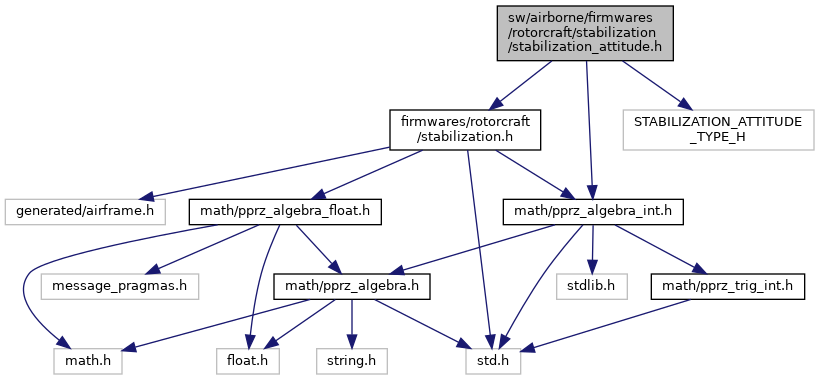 sw/airborne/firmwares
/rotorcraft/stabilization
/stabilization_attitude.h
firmwares/rotorcraft
/stabilization.h
STABILIZATION_ATTITUDE
_TYPE_H
generated/airframe.h
math/pprz_algebra_float.h
math/pprz_algebra_int.h
message_pragmas.h
math/pprz_algebra.h
stdlib.h
math/pprz_trig_int.h
math.h
float.h
string.h
std.h